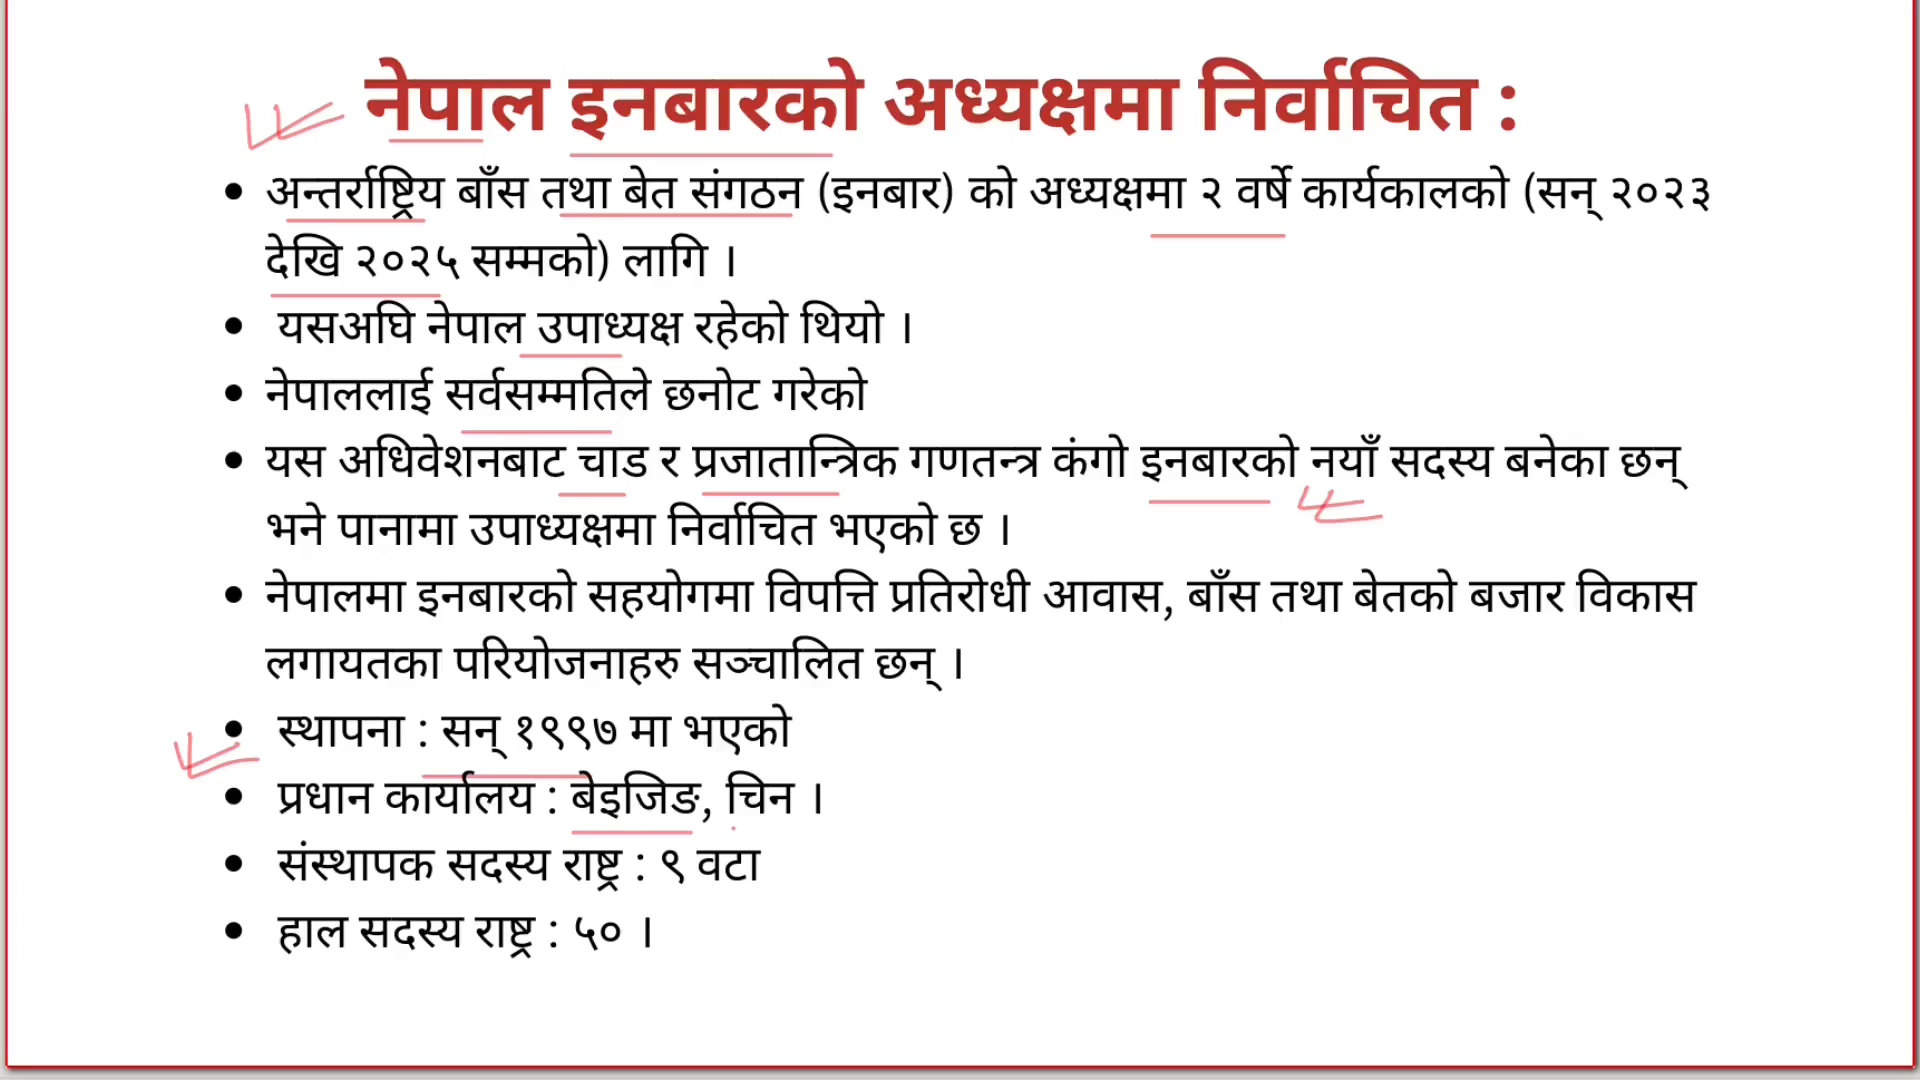 नेपाल इनबारको अध्यक्षमा निर्वाचित :
• अन्तर्राष्ट्रिय बाँस तथा बेत संगठन (इनबार) को अध्यक्षमा २ वर्षे कार्यकालको (सन् २०२३
देखि २०२५ सम्मको) लागि ।
• यसअघि नेपाल उपाध्यक्ष रहेको थियो ।
• नेपाललाई सर्वसम्मतिले छनोट गरेको
• यस अधिवेशनबाट चाड र प्रजातान्त्रिक गणतन्त्र कंगो इनबारको नयाँ सदस्य बनेका छन्
भने पानामा उपाध्यक्षमा निर्वाचित भएको छ ।
• नेपालमा इनबारको सहयोगमा विपत्ति प्रतिरोधी आवास, बाँस तथा बेतको बजार विकास
लगायतका परियोजनाहरु सञ्चालित छन् ।
• स्थापना : सन् १९९७ मा भएको
• प्रधान कार्यालय : बेइजिङ, चिन ।
• संस्थापक सदस्य राष्ट्र : ९ वटा
• हाल सदस्य राष्ट्र : ५० ।